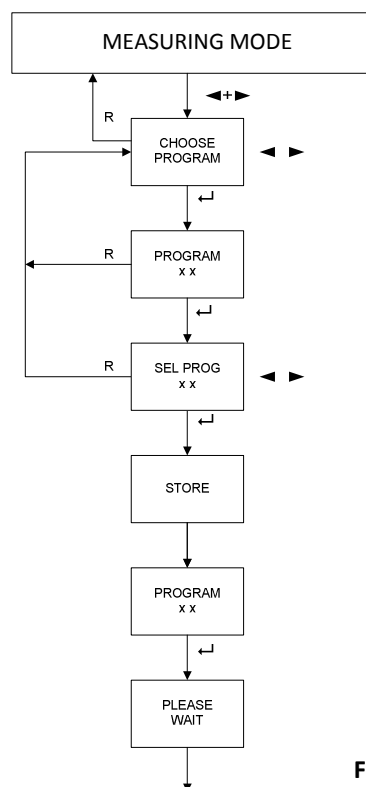 MEASURING MODE
◄+►
R
CHOOSE
PROGRAM
◄ ►
↵
R
PROGRAM
x x
↵
R
SEL PROG
x x
◄ ►
↵
STORE
PROGRAM
x x
↵
PLEASE
WAIT
F